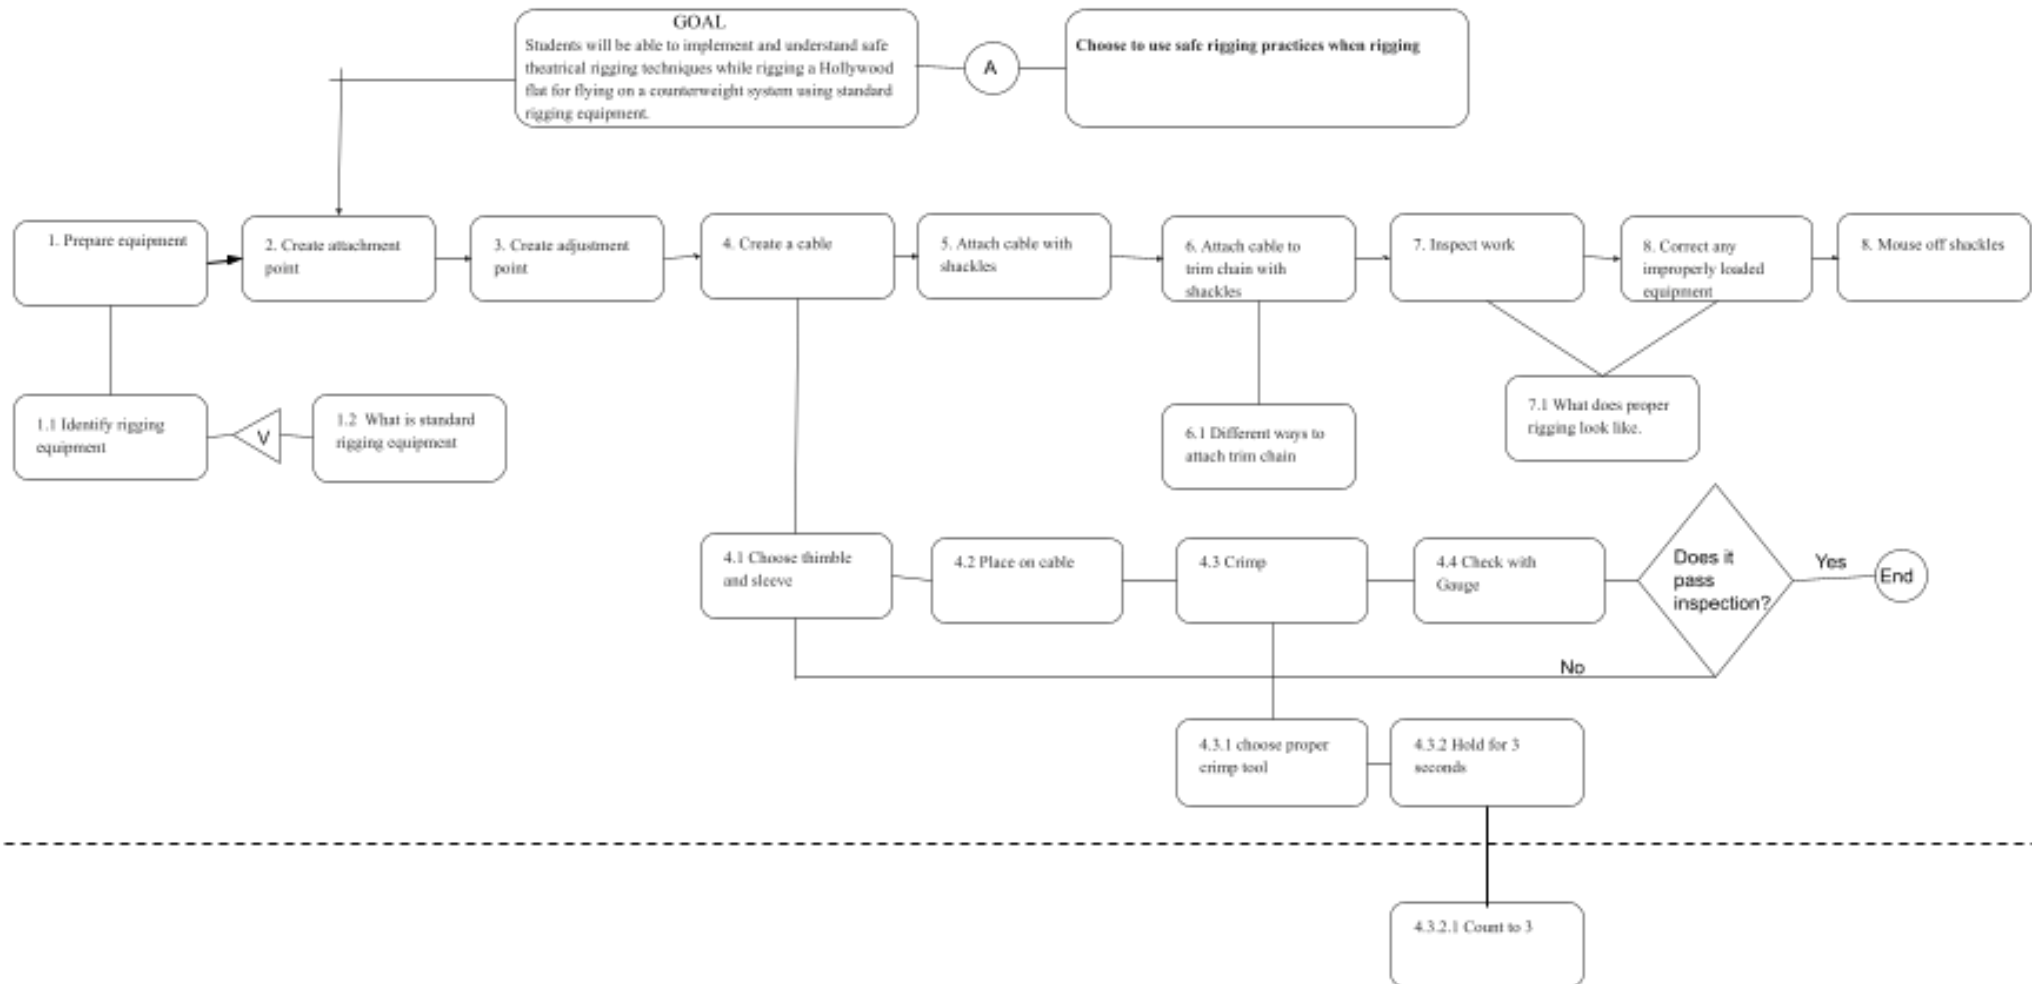 GOAL
Students will be able to implement and understand safe
theatrical rigging techniques while rigging a Hollywood
flat for flying on a counterweight system using standard
rigging equipment.
A
Choose to use safe rigging practices when rigging
1. Prepare equipment
2. Create attachment
point
3. Create adjustment
point
4. Create a cable
5. Attach cable with
shackles
6. Attach cable to
trim chain with
shackles
7. Inspect work
8. Correct any
improperly loaded
equipment
8. Mouse off shackles
1.1 Identify rigging
equipment
V
1.2 What is standard
rigging equipment
6.1 Different ways to
attach trim chain
7.1 What does proper
rigging look like.
4.1 Choose thimble
and sleeve
4.2 Place on cable
4.3 Crimp
4.4 Check with
Gauge
Does it
pass
inspection?
Yes
End
No
4.3.1 choose proper
crimp tool
4.3.2 Hold for 3
seconds
4.3.2.1 Count to 3